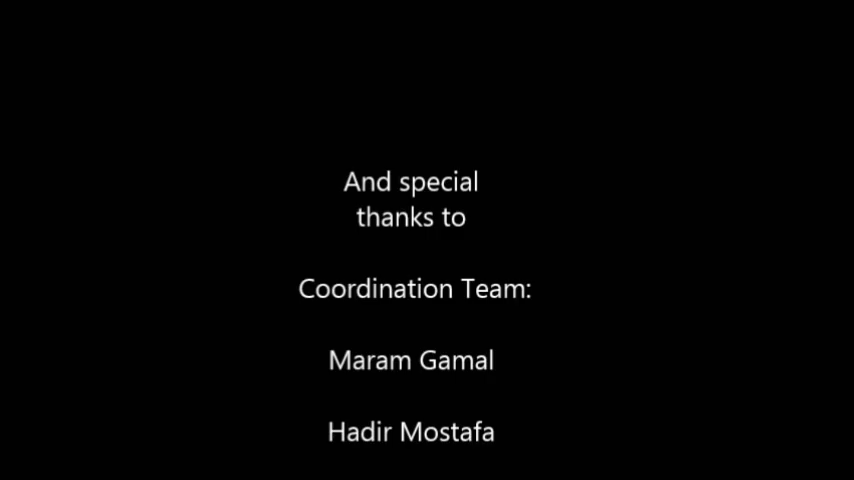 And special
thanks to
Coordination Team:
Maram Gamal
Hadir Mostafa